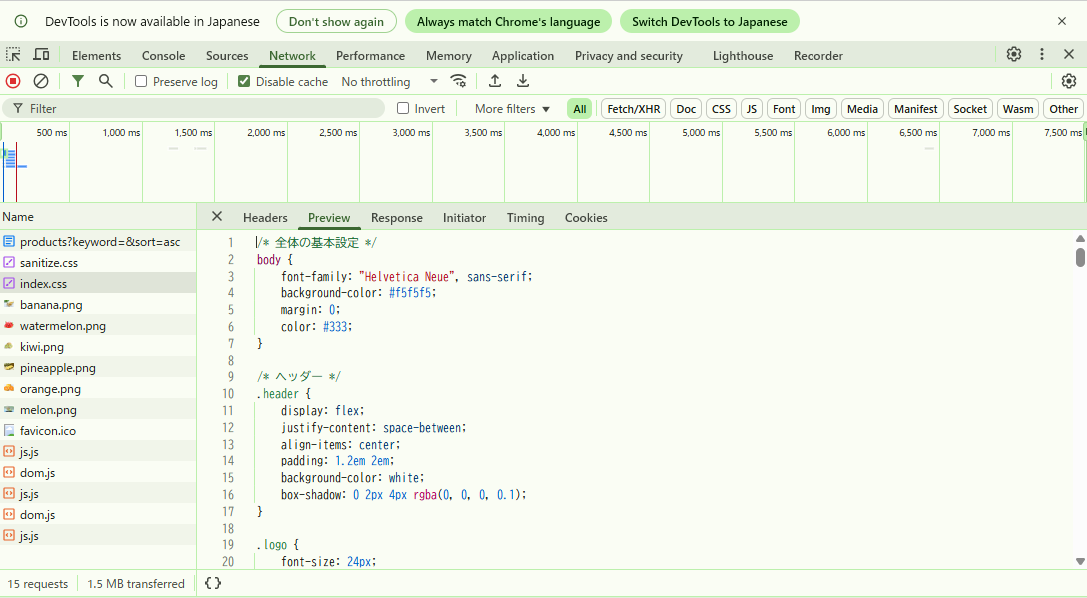 DevTools is now available in Japanese Don't show again Always match Chrome's language Switch DevTools to Japanese
Elements Console Sources Network Performance Memory Application Privacy and security Lighthouse Recorder
Preserve log Disable cache No throttling
Filter Invert More filters All Fetch/XHR Doc CSS JS Font Img Media Manifest Socket Wasm Other
500 ms 1,000 ms 1,500 ms 2,000 ms 2,500 ms 3,000 ms 3,500 ms 4,000 ms 4,500 ms 5,000 ms 5,500 ms 6,000 ms 6,500 ms 7,000 ms 7,500 ms
Name
products?keyword=&sort=asc
sanitize.css
index.css
banana.png
watermelon.png
kiwi.png
pineapple.png
orange.png
melon.png
favicon.ico
js.js
dom.js
js.js
dom.js
js.js
Headers Preview Response Initiator Timing Cookies
1 /* 全体の基本設定 */
2 body {
3 font-family: "Helvetica Neue", sans-serif;
4 background-color: #f5f5f5;
5 margin: 0;
6 color: #333;
7 }
8
9 /* ヘッダー */
10 .header {
11 display: flex;
12 justify-content: space-between;
13 align-items: center;
14 padding: 1.2em 2em;
15 background-color: white;
16 box-shadow: 0 2px 4px rgba(0, 0, 0, 0.1);
17 }
18
19 .logo {
20 font-size: 24px;
15 requests 1.5 MB transferred {}